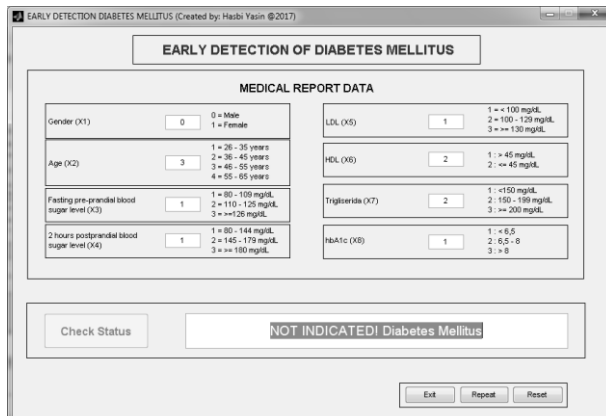 EARLY DETECTION DIABETES MELLITUS (Created by: Hasbi Yasin @2017)
EARLY DETECTION OF DIABETES MELLITUS
MEDICAL REPORT DATA
Gender (X1)
0
0 = Male
1 = Female
Age (X2)
3
1 = 26 - 35 years
2 = 36 - 45 years
3 = 46 - 55 years
4 = 55 - 65 years
Fasting pre-prandial blood
sugar level (X3)
1
1 = 80 - 109 mg/dL
2 = 110 - 125 mg/dL
3 = >=126 mg/dL
2 hours postprandial blood
sugar level (X4)
1
1 = 80 - 144 mg/dL
2 = 145 - 179 mg/dL
3 = >= 180 mg/dL
LDL (X5)
1
1 = < 100 mg/dL
2 = 100 - 129 mg/dL
3 = >= 130 mg/dL
HDL (X6)
2
1 : > 45 mg/dL
2 : <= 45 mg/dL
Trigliserida (X7)
2
1 : <150 mg/dL
2 : 150 - 199 mg/dL
3 : >= 200 mg/dL
hbA1c (X8)
1
1 : < 6,5
2 : 6,5 - 8
3 : > 8
Check Status
NOT INDICATED! Diabetes Mellitus
Exit
Repeat
Reset